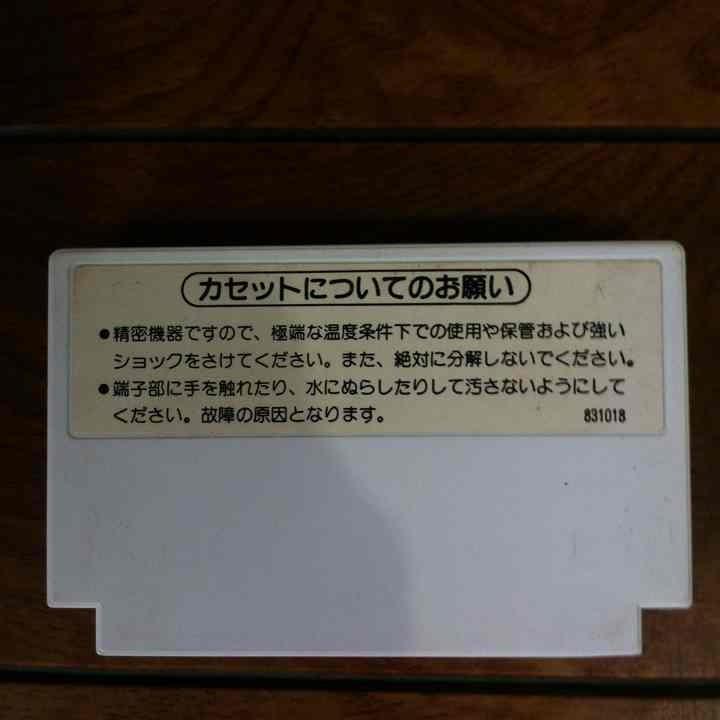 カセットについてのお願い
●精密機器ですので、極端な温度条件下での使用や保管および強い
ショックをさけてください。また、絶対に分解しないでください。
●端子部に手を触れたり、水にぬらしたりして汚さないようにして
ください。故障の原因となります。
831018